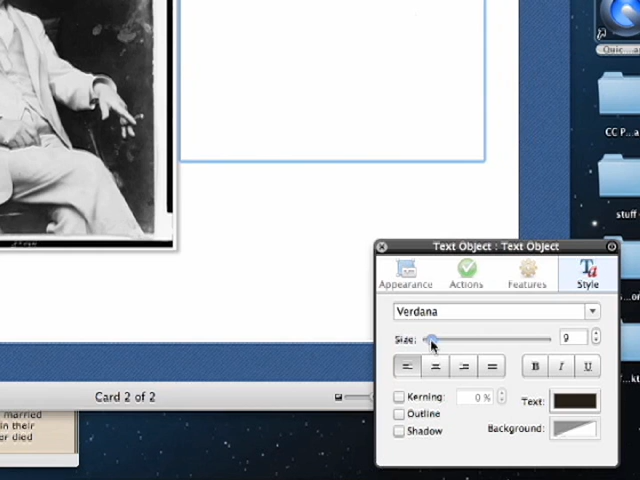 Quic...a
CC P...a
stuff
Text Object : Text Object
Appearance
Actions
Features
Style
Verdana
Size:
9
B
I
U
Kerning:
0 %
Text:
Outline
Shadow
Background:
Card 2 of 2
married
in their
or died